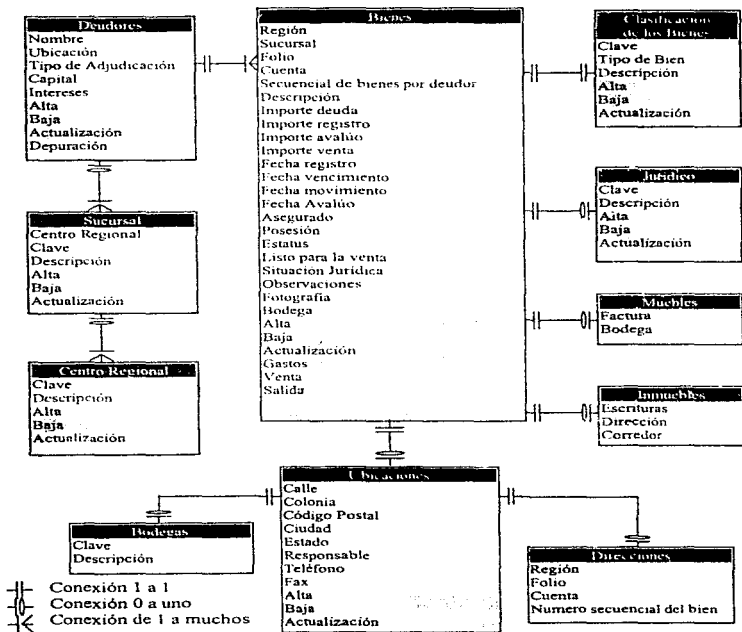 Deudores
Nombre
Ubicación
Tipo de Adjudicación
Capital
Intereses
Alta
Baja
Actualización
Depuración
Sucursal
Centro Regional
Clave
Descripción
Alta
Baja
Actualización
Centro Regional
Clave
Descripción
Alta
Baja
Actualización
Bienes
Región
Sucursal
Folio
Cuenta
Secuencial de bienes por deudor
Descripción
Importe deuda
Importe registro
Importe avalúo
Importe venta
Fecha registro
Fecha vencimiento
Fecha movimiento
Fecha Avalúo
Asegurado
Posesión
Estatus
Listo para la venta
Situación Jurídica
Observaciones
Fotografía
Bodega
Alta
Baja
Actualización
Gastos
Venta
Salida
Clasificación
de los Bienes
Clave
Tipo de Bien
Descripción
Alta
Baja
Actualización
Jurídico
Clave
Descripción
Alta
Baja
Actualización
Muebles
Factura
Bodega
Inmuebles
Escrituras
Dirección
Corredor
Ubicaciones
Calle
Colonia
Código Postal
Ciudad
Estado
Responsable
Teléfono
Fax
Alta
Baja
Actualización
Bodegas
Clave
Descripción
Direcciones
Región
Folio
Cuenta
Numero secuencial del bien
Conexión 1 a 1
Conexión 0 a uno
Conexión de 1 a muchos